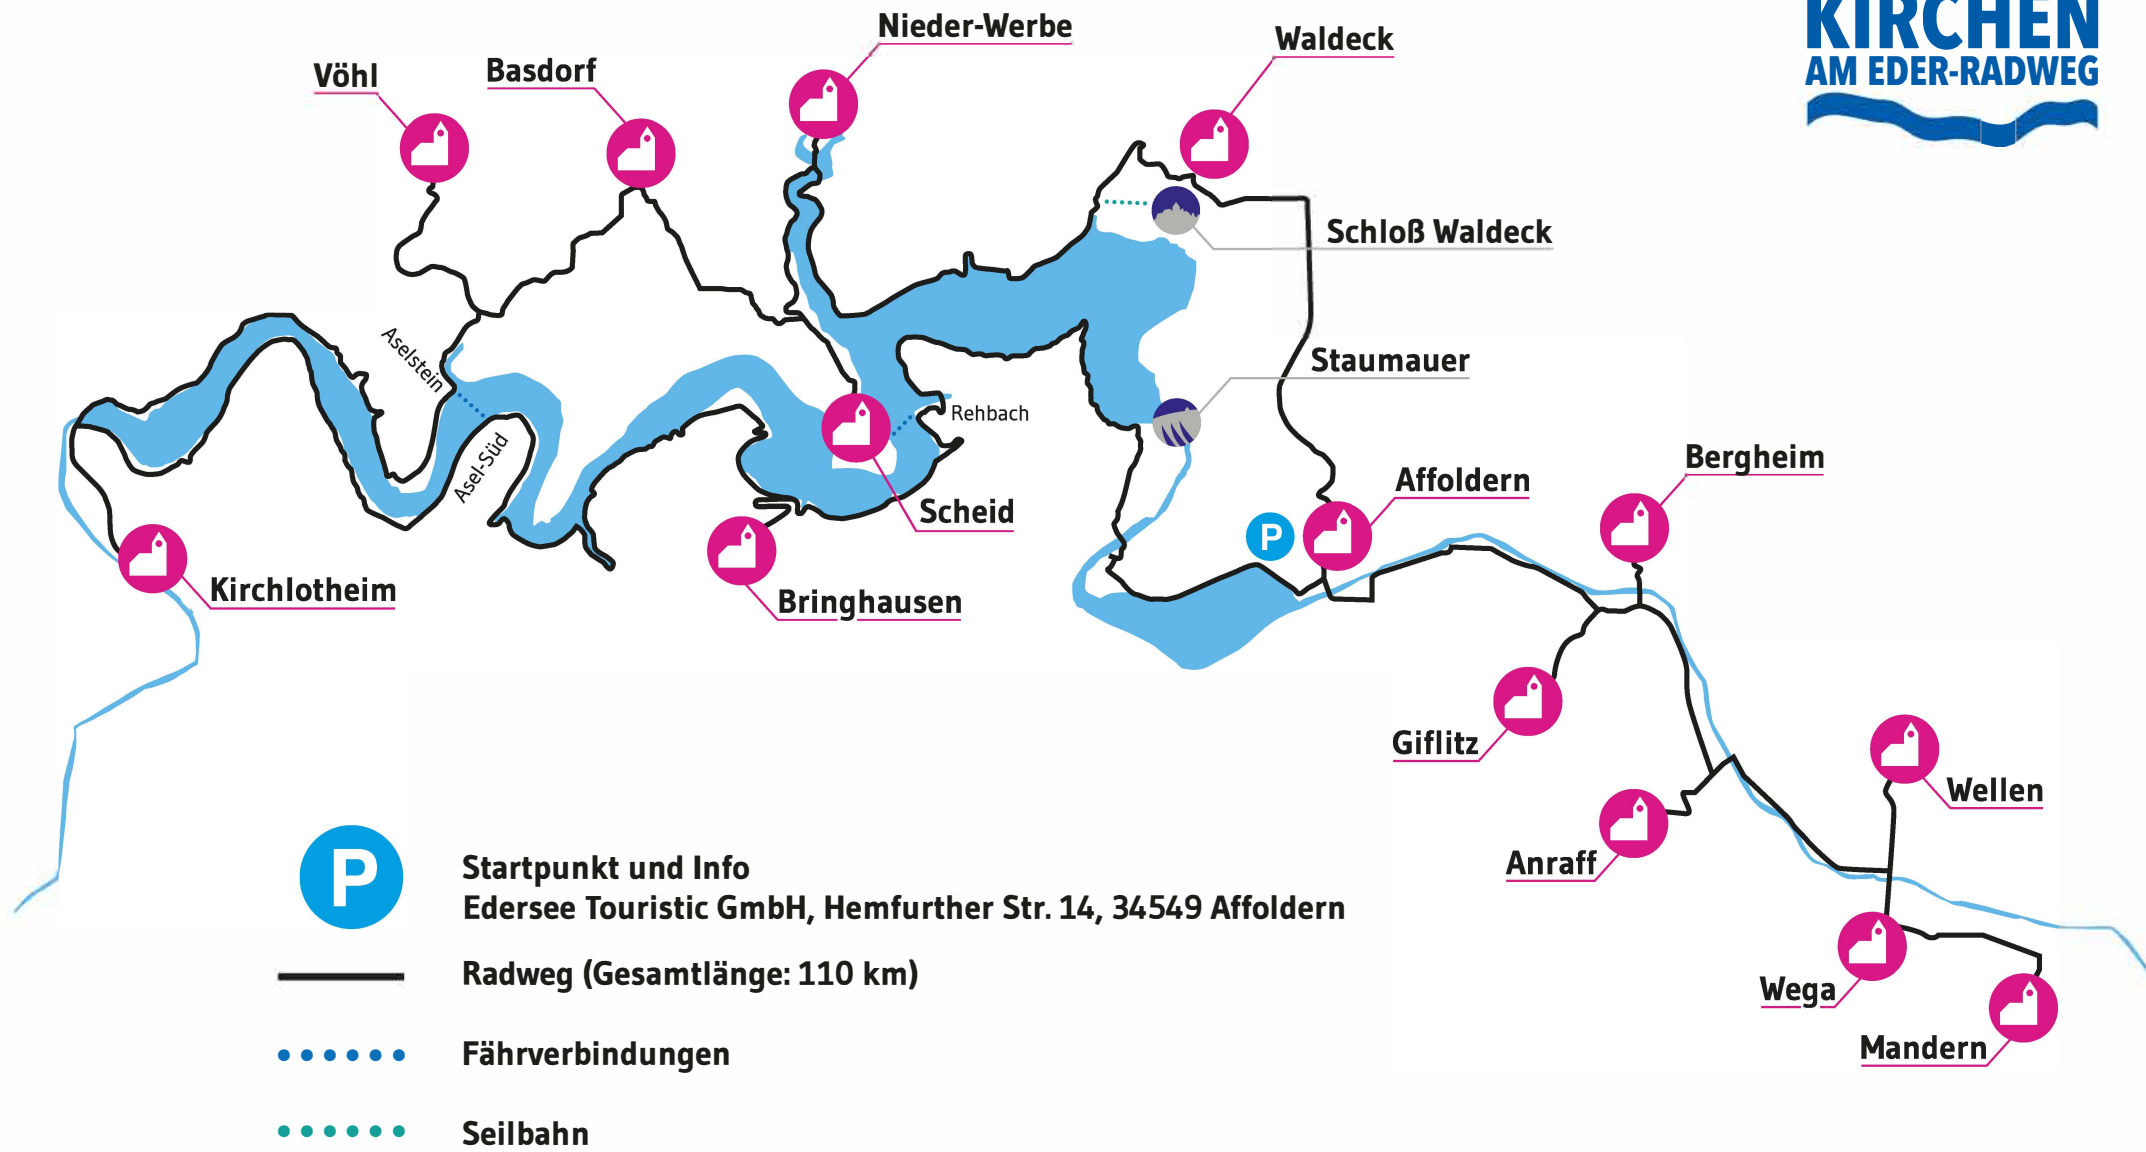 KIRCHEN
AM EDER-RADWEG
Nieder-Werbe
Waldeck
Vöhl
Basdorf
Schloß Waldeck
Aselstein
Staumauer
Rehbach
Asel-Süd
Bergheim
Affoldern
P
Scheid
Kirchlotheim
Bringhausen
Giflitz
Wellen
Anraff
Wega
Mandern
P
Startpunkt und Info
Edersee Touristic GmbH, Hemfurther Str. 14, 34549 Affoldern
Radweg (Gesamtlänge: 110 km)
Fährverbindungen
Seilbahn